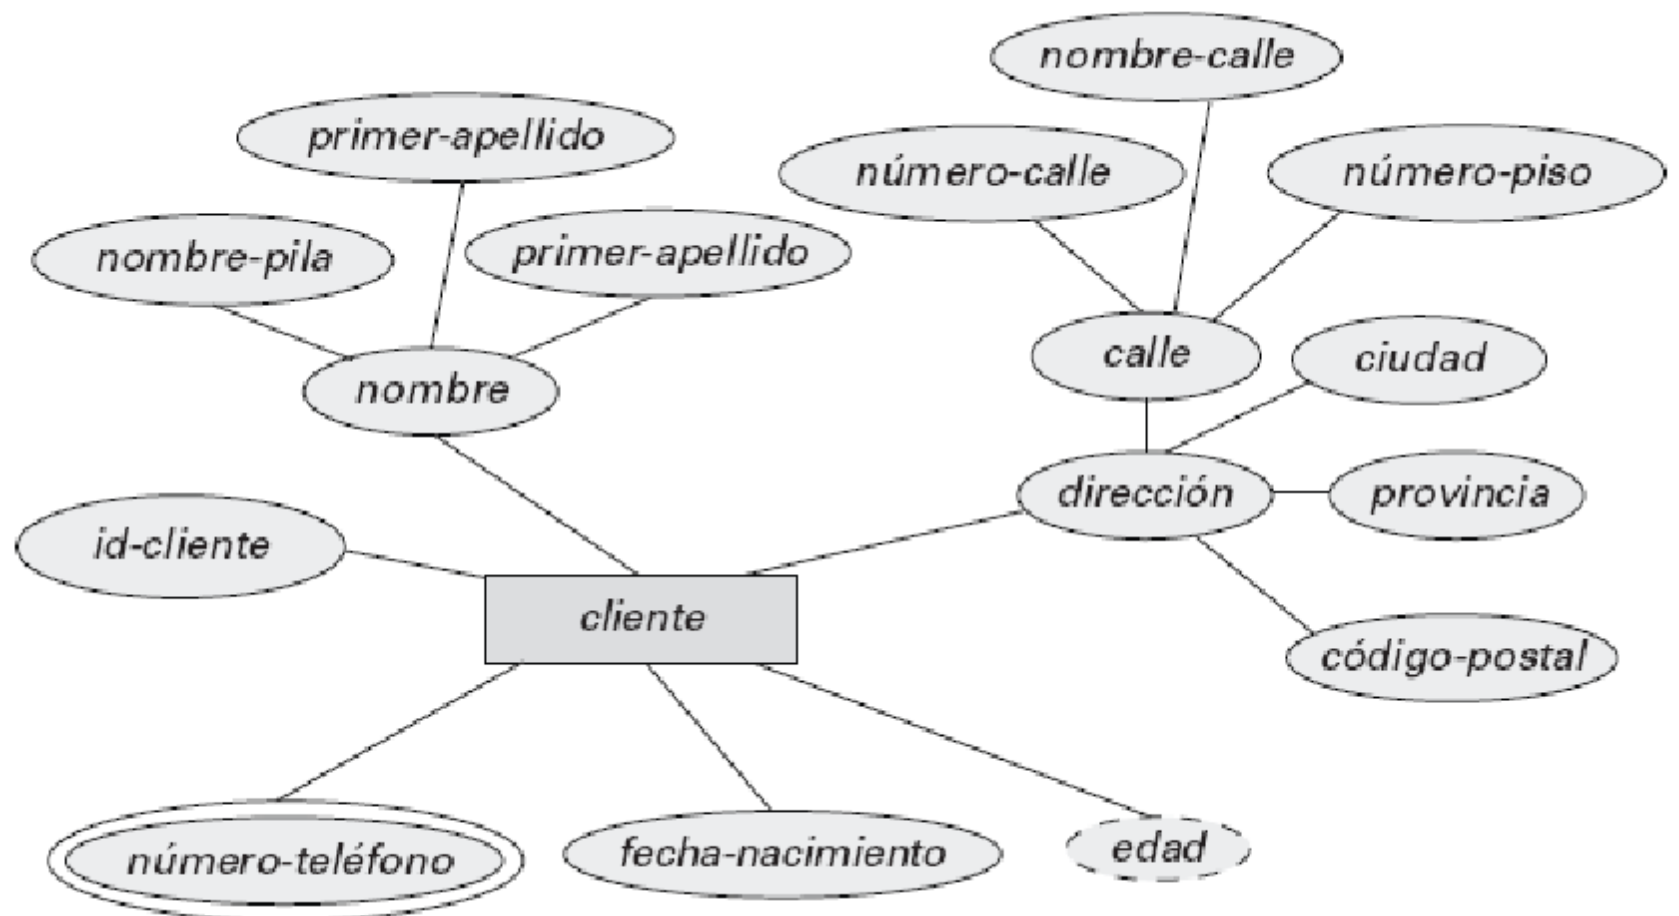 nombre-calle
primer-apellido
número-calle
número-piso
nombre-pila
primer-apellido
calle
ciudad
nombre
dirección
provincia
id-cliente
cliente
código-postal
número-teléfono
fecha-nacimiento
edad